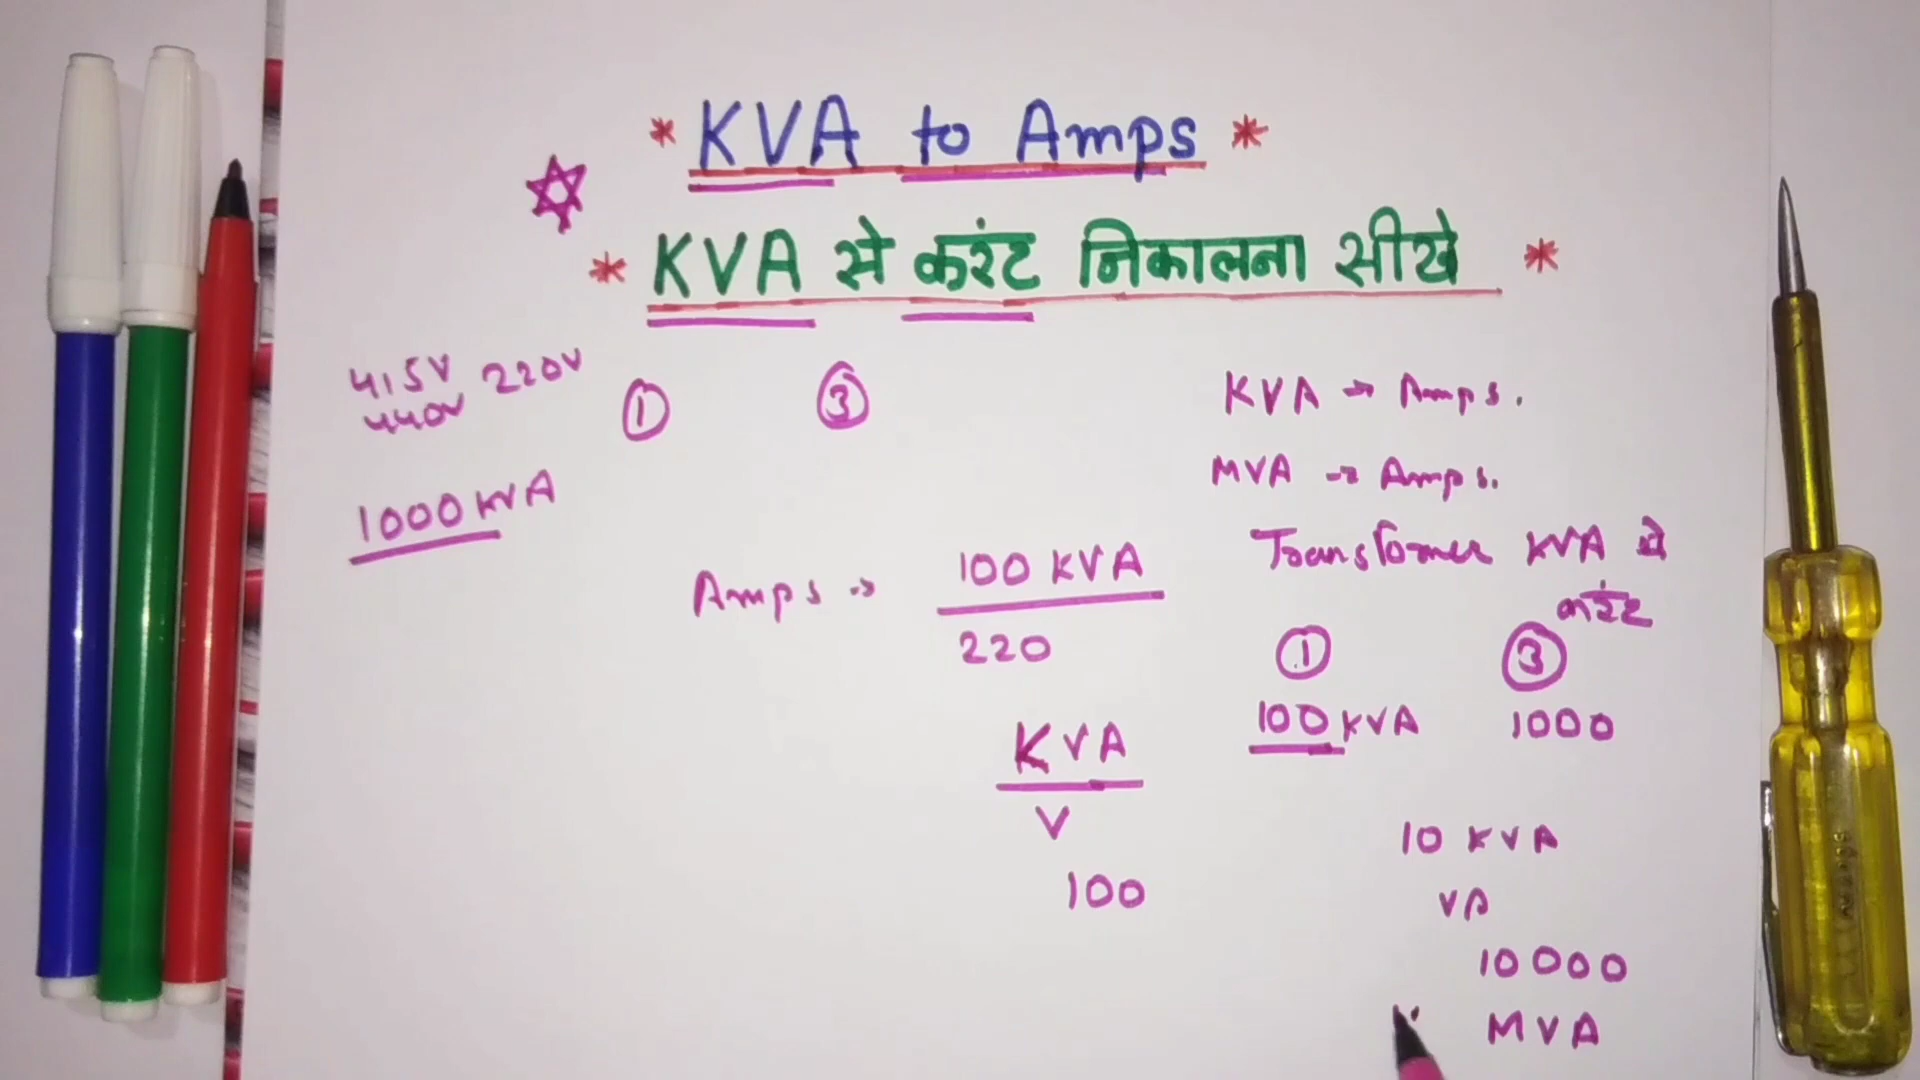 * KVA to Amps *
* KVA से करंट निकालना सीखे *
415V 220V
440V
① ③
1000 KVA
KVA → Amps.
MVA → Amps.
Transformer KVA से
करंट
Amps → 100 KVA
220
① ③
100 KVA 1000
KVA
V
100
10 KVA
VA
10000
MVA